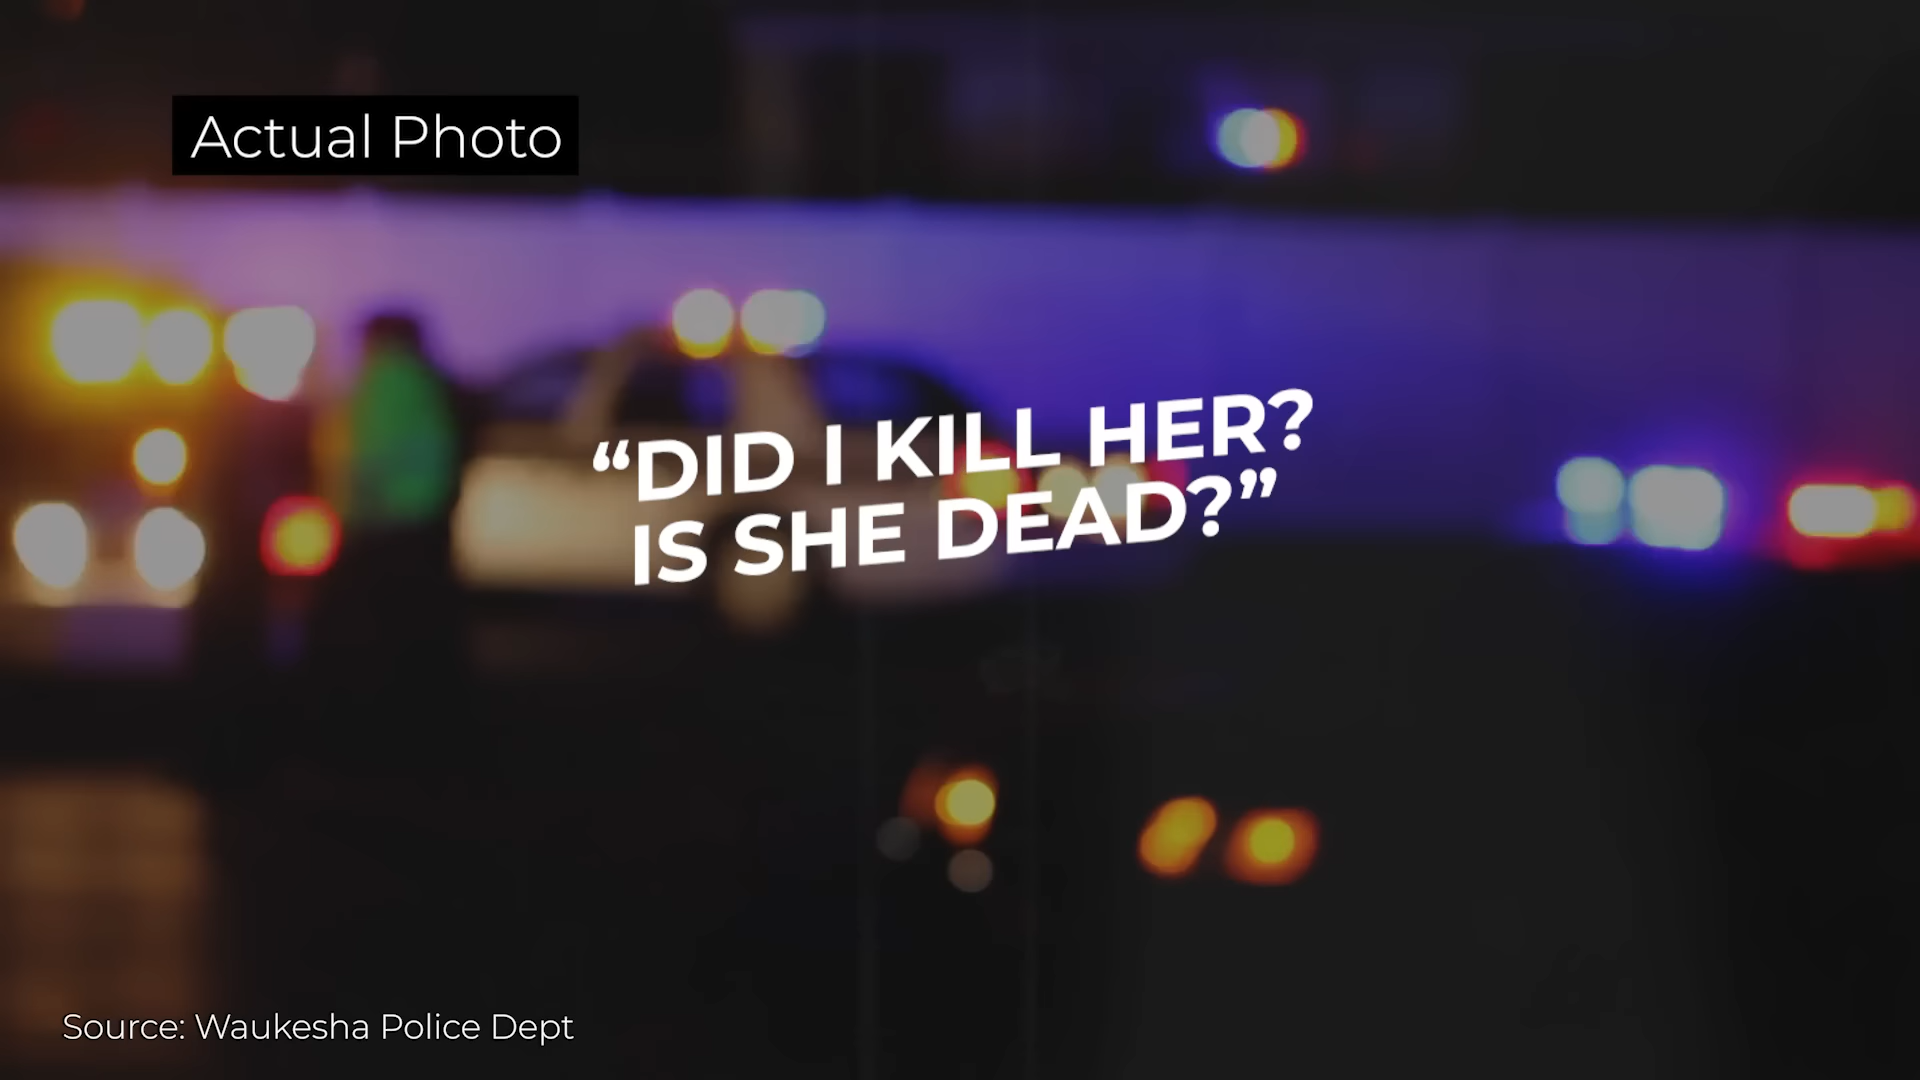 Actual Photo
“DID I KILL HER?
IS SHE DEAD?”
Source: Waukesha Police Dept